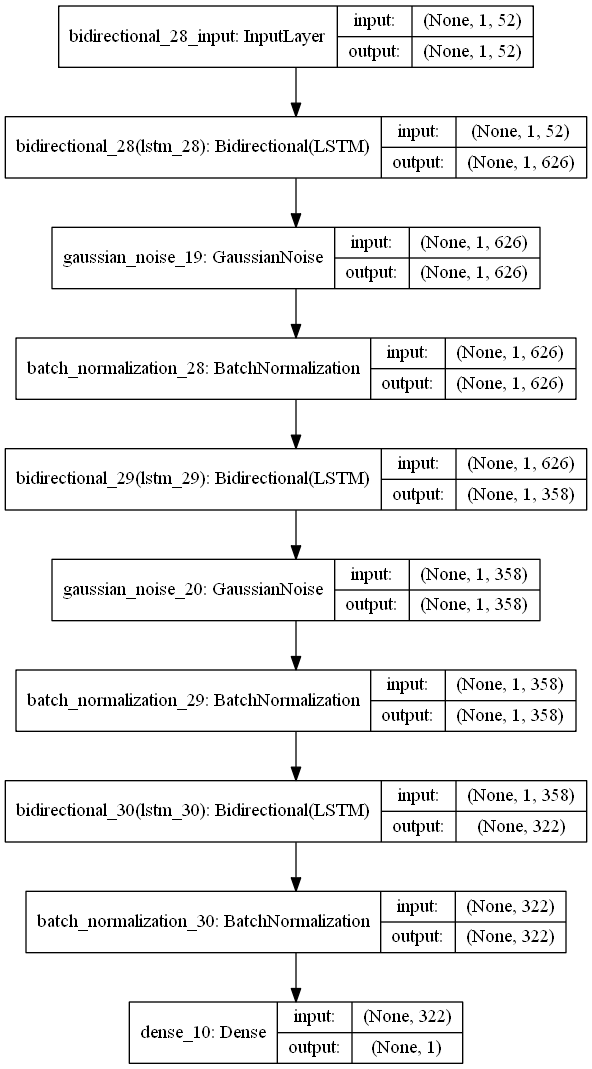 bidirectional_28_input: InputLayer
input: (None, 1, 52)
output: (None, 1, 52)
bidirectional_28(lstm_28): Bidirectional(LSTM)
input: (None, 1, 52)
output: (None, 1, 626)
gaussian_noise_19: GaussianNoise
input: (None, 1, 626)
output: (None, 1, 626)
batch_normalization_28: BatchNormalization
input: (None, 1, 626)
output: (None, 1, 626)
bidirectional_29(lstm_29): Bidirectional(LSTM)
input: (None, 1, 626)
output: (None, 1, 358)
gaussian_noise_20: GaussianNoise
input: (None, 1, 358)
output: (None, 1, 358)
batch_normalization_29: BatchNormalization
input: (None, 1, 358)
output: (None, 1, 358)
bidirectional_30(lstm_30): Bidirectional(LSTM)
input: (None, 1, 358)
output: (None, 322)
batch_normalization_30: BatchNormalization
input: (None, 322)
output: (None, 322)
dense_10: Dense
input: (None, 322)
output: (None, 1)